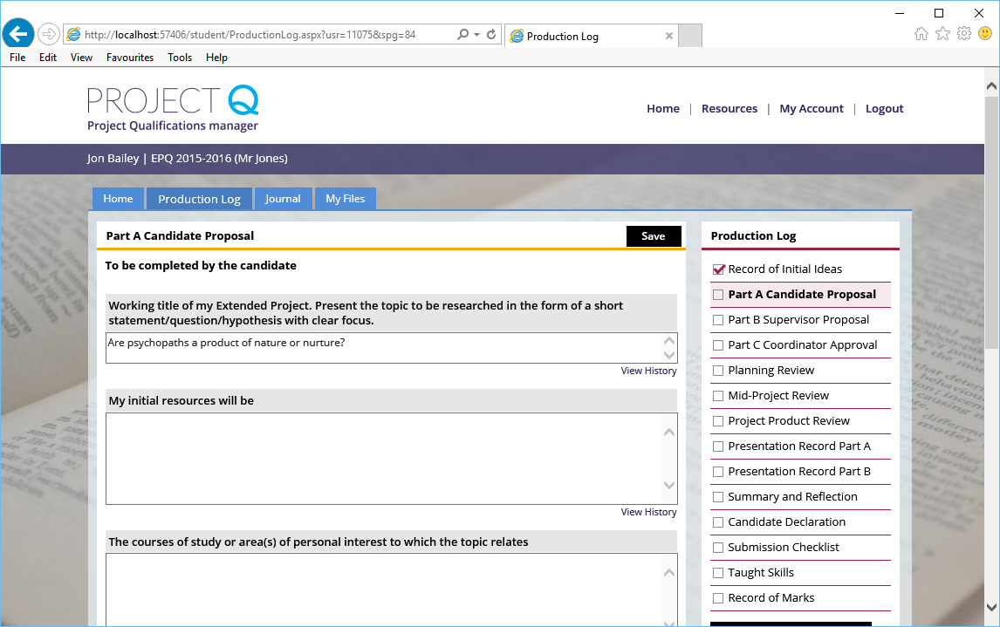 http://localhost:57406/student/ProductionLog.aspx?usr=11075&spg=84
Production Log
File Edit View Favourites Tools Help
PROJECT Q
Project Qualifications manager
Home | Resources | My Account | Logout
Jon Bailey | EPQ 2015-2016 (Mr Jones)
Home Production Log Journal My Files
Part A Candidate Proposal
Save
To be completed by the candidate
Working title of my Extended Project. Present the topic to be researched in the form of a short
statement/question/hypothesis with clear focus.
Are psychopaths a product of nature or nurture?
View History
My initial resources will be
View History
The courses of study or area(s) of personal interest to which the topic relates
Production Log
Record of Initial Ideas
Part A Candidate Proposal
Part B Supervisor Proposal
Part C Coordinator Approval
Planning Review
Mid-Project Review
Project Product Review
Presentation Record Part A
Presentation Record Part B
Summary and Reflection
Candidate Declaration
Submission Checklist
Taught Skills
Record of Marks